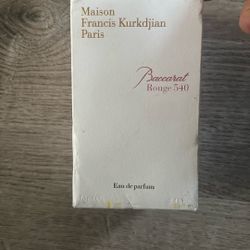 Maison
Francis Kurkdjian
Paris
Baccarat
Rouge 540
Eau de parfum